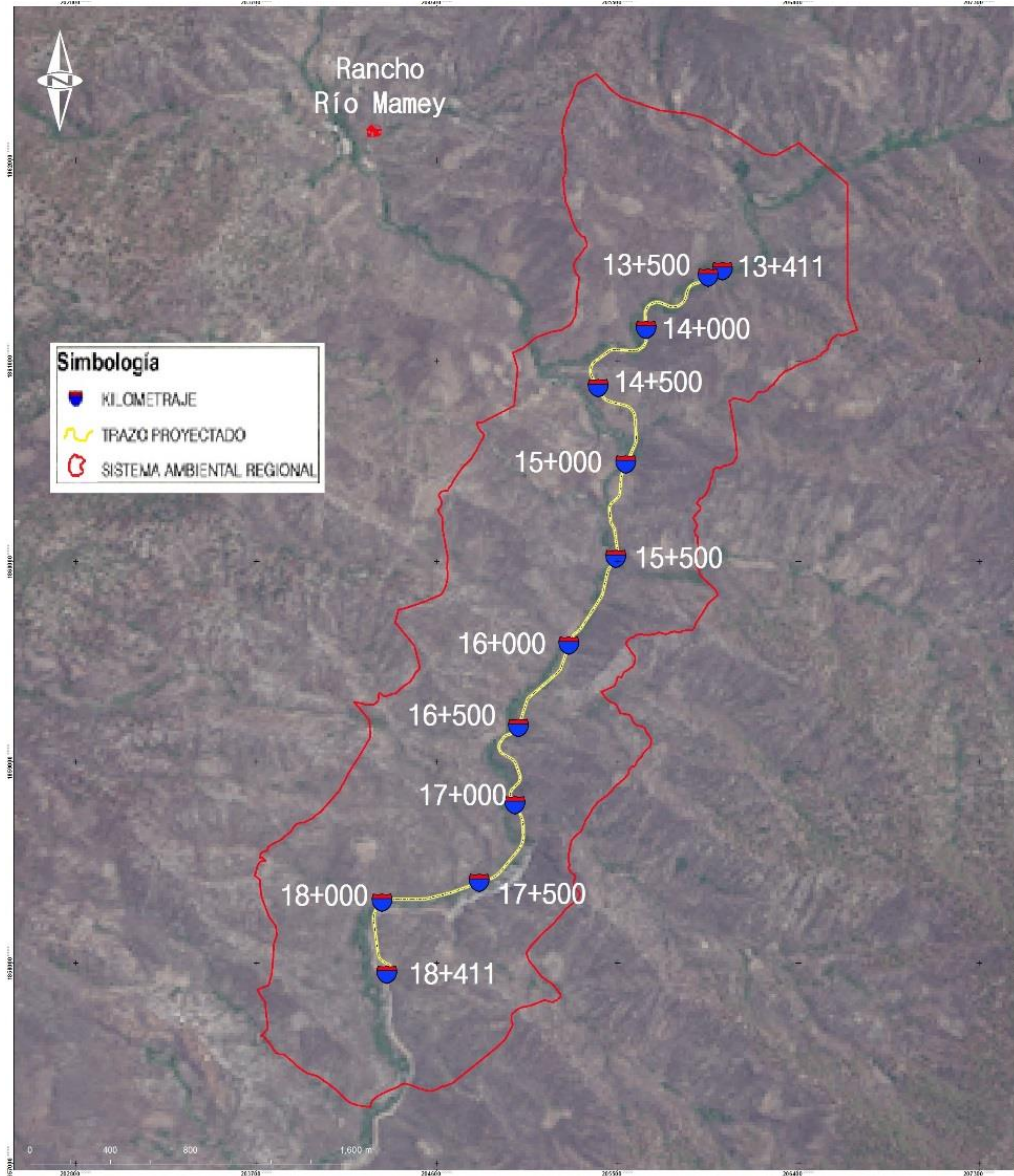 N
Rancho
Río Mamey
13+500
13+411
14+000
14+500
Simbología
KILOMETRAJE
TRAZO PROYECTADO
SISTEMA AMBIENTAL REGIONAL
15+000
15+500
16+000
16+500
17+000
17+500
18+000
18+411
0 400 800 1,600 m